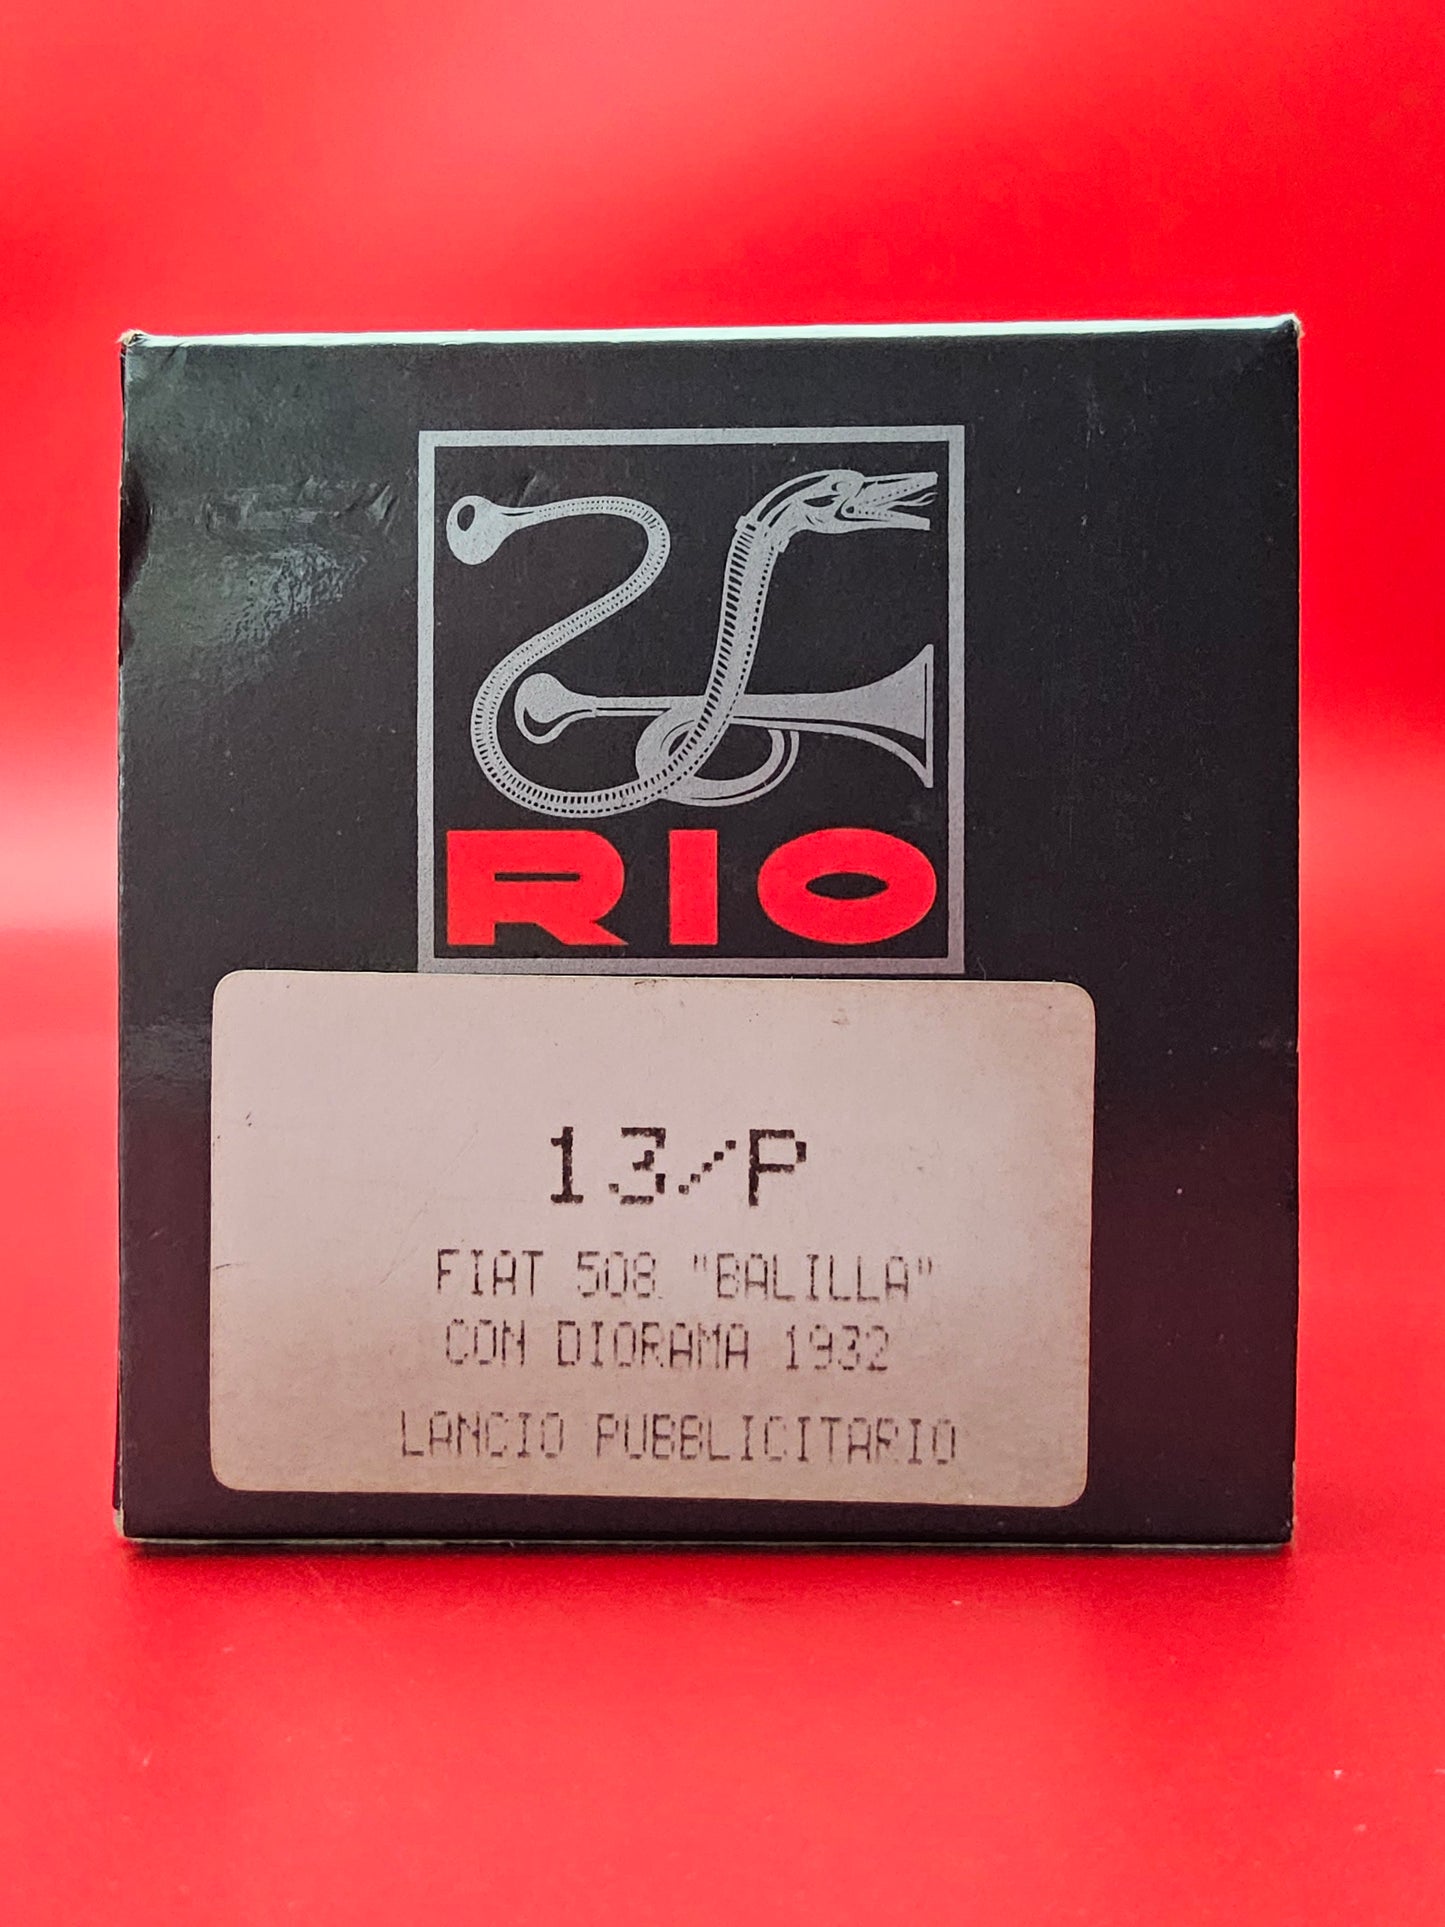 RIO
13/P
FIAT 508 "BALILLA"
CON DIORAMA 1932
LANCIO PUBBLICITARIO